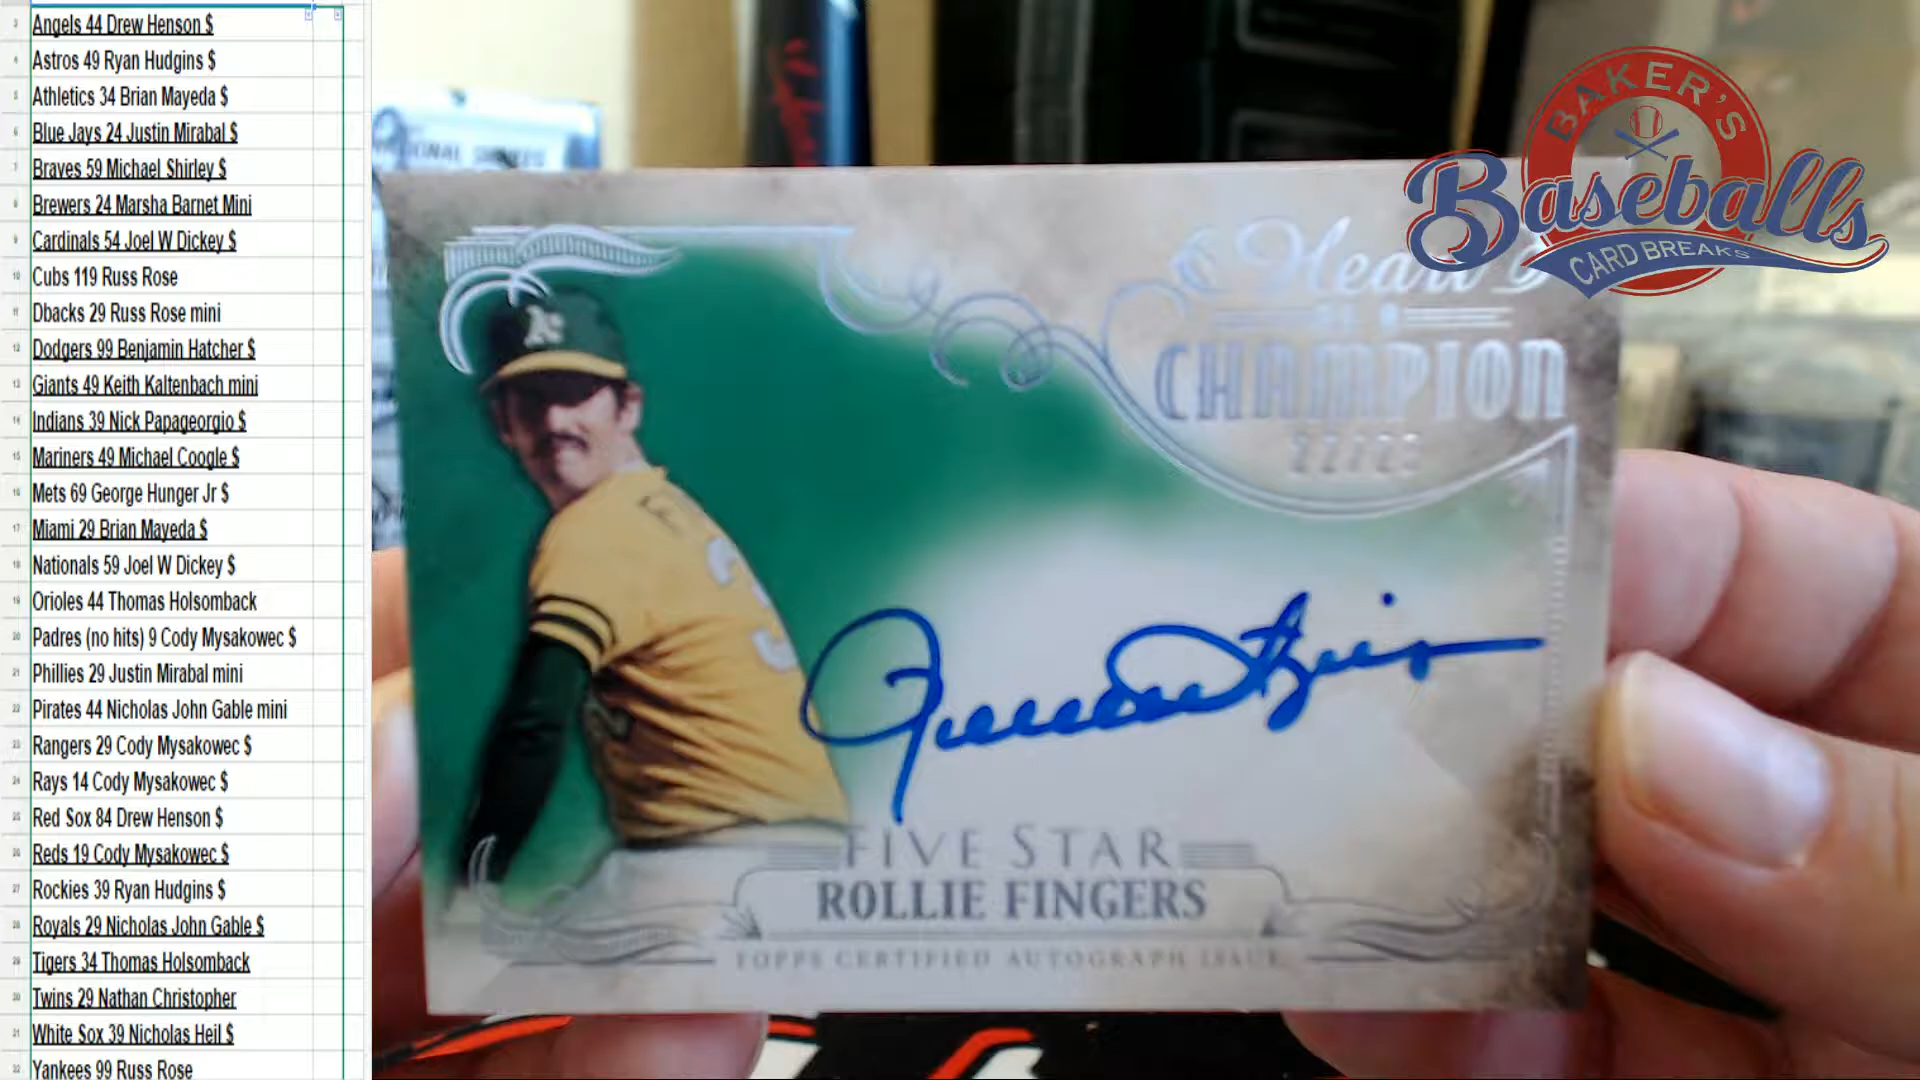 Angels 44 Drew Henson $
Astros 49 Ryan Hudgins $
Athletics 34 Brian Mayeda $
Blue Jays 24 Justin Mirabal $
Braves 59 Michael Shirley $
Brewers 24 Marsha Barnet Mini
Cardinals 54 Joel W Dickey $
Cubs 119 Russ Rose
Dbacks 29 Russ Rose mini
Dodgers 99 Benjamin Hatcher $
Giants 49 Keith Kaltenbach mini
Indians 39 Nick Papageorgio $
Mariners 49 Michael Coogle $
Mets 69 George Hunger Jr $
Miami 29 Brian Mayeda $
Nationals 59 Joel W Dickey $
Orioles 44 Thomas Holsomback
Padres (no hits) 9 Cody Mysakowec $
Phillies 29 Justin Mirabal mini
Pirates 44 Nicholas John Gable mini
Rangers 29 Cody Mysakowec $
Rays 14 Cody Mysakowec $
Red Sox 84 Drew Henson $
Reds 19 Cody Mysakowec $
Rockies 39 Ryan Hudgins $
Royals 29 Nicholas John Gable $
Tigers 34 Thomas Holsomback
Twins 29 Nathan Christopher
White Sox 39 Nicholas Heil $
Yankees 99 Russ Rose
BAKER'S
Baseballs
CARD BREAKS
A's
Heart
CHAMPION
FIVE STAR
ROLLIE FINGERS
TOPPS CERTIFIED AUTOGRAPH ISSUE